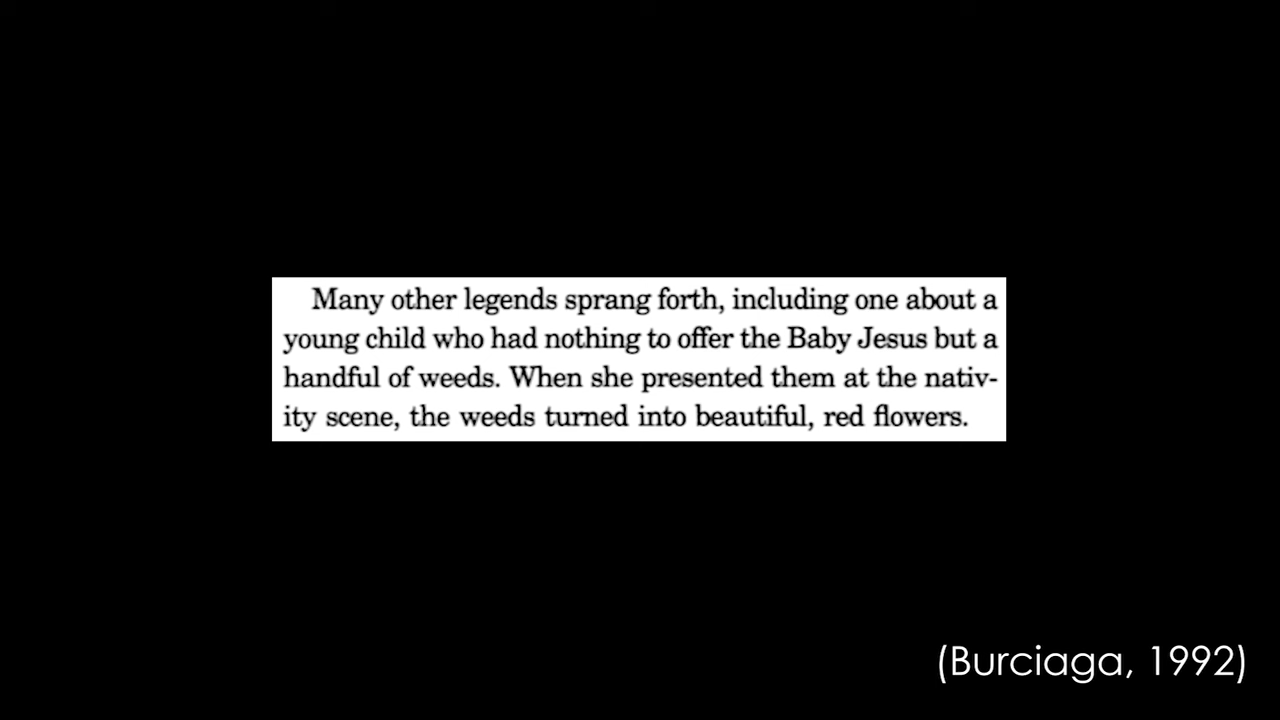 Many other legends sprang forth, including one about a
young child who had nothing to offer the Baby Jesus but a
handful of weeds. When she presented them at the nativ-
ity scene, the weeds turned into beautiful, red flowers.
(Burciaga, 1992)